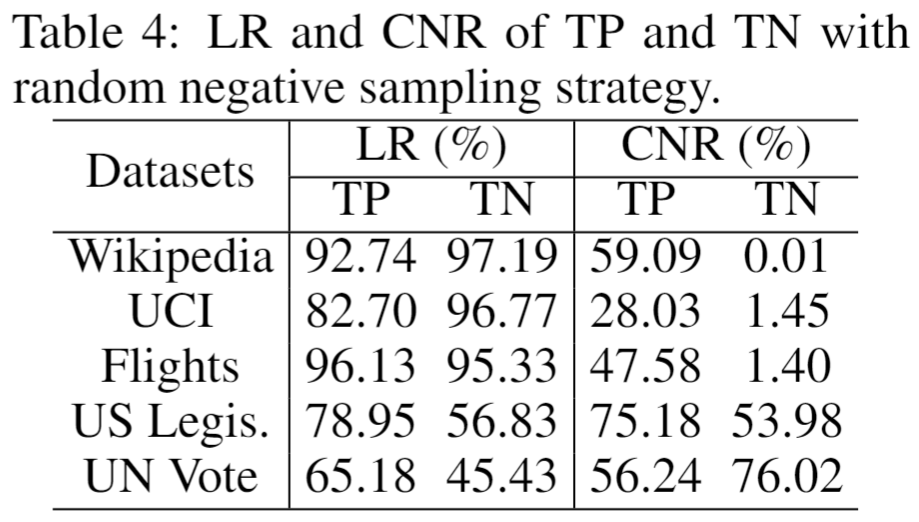 Table 4: LR and CNR of TP and TN with
random negative sampling strategy.
Datasets LR (%) CNR (%)
TP TN TP TN
Wikipedia 92.74 97.19 59.09 0.01
UCI 82.70 96.77 28.03 1.45
Flights 96.13 95.33 47.58 1.40
US Legis. 78.95 56.83 75.18 53.98
UN Vote 65.18 45.43 56.24 76.02